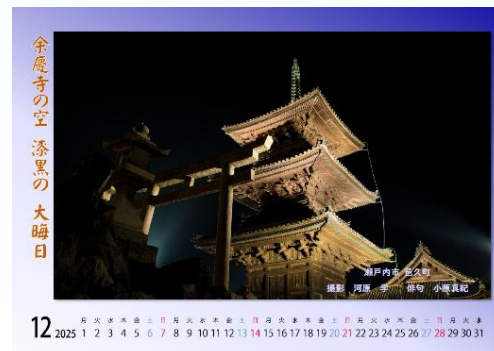 余慶寺の空 漆黒の 大晦日
瀬戸内市 邑久町
撮影 河原 学 俳句 小原真紀
月 火 水 木 金 土 日 月 火 水 木 金 土 日 月 火 水 木 金 土 日 月 火 水 木 金 土 日 月 火 水
12 2025 1 2 3 4 5 6 7 8 9 10 11 12 13 14 15 16 17 18 19 20 21 22 23 24 25 26 27 28 29 30 31